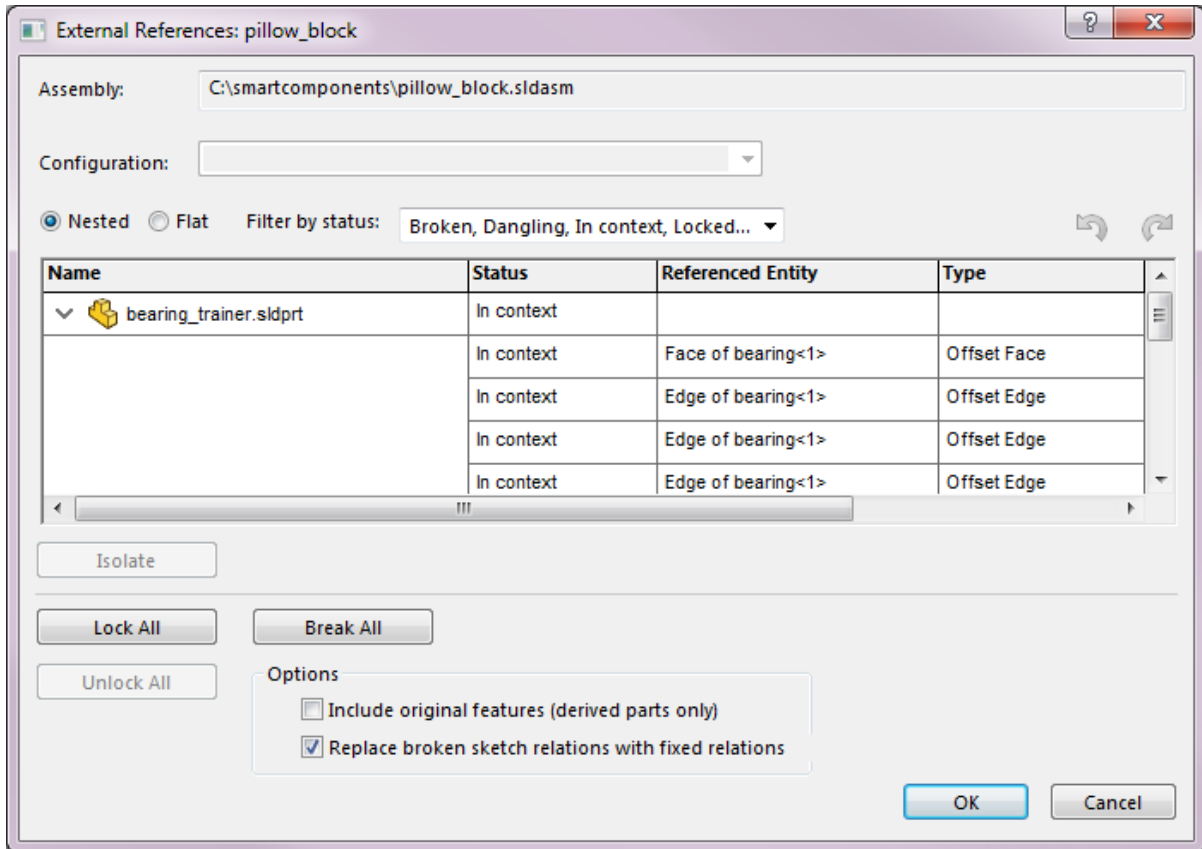 External References: pillow_block
Assembly: C:\smartcomponents\pillow_block.sldasm
Configuration:
Nested Flat Filter by status: Broken, Dangling, In context, Locked...
Name Status Referenced Entity Type
bearing_trainer.sldprt In context
In context Face of bearing<1> Offset Face
In context Edge of bearing<1> Offset Edge
In context Edge of bearing<1> Offset Edge
In context Edge of bearing<1> Offset Edge
Isolate
Lock All Break All
Unlock All Options
Include original features (derived parts only)
Replace broken sketch relations with fixed relations
OK Cancel